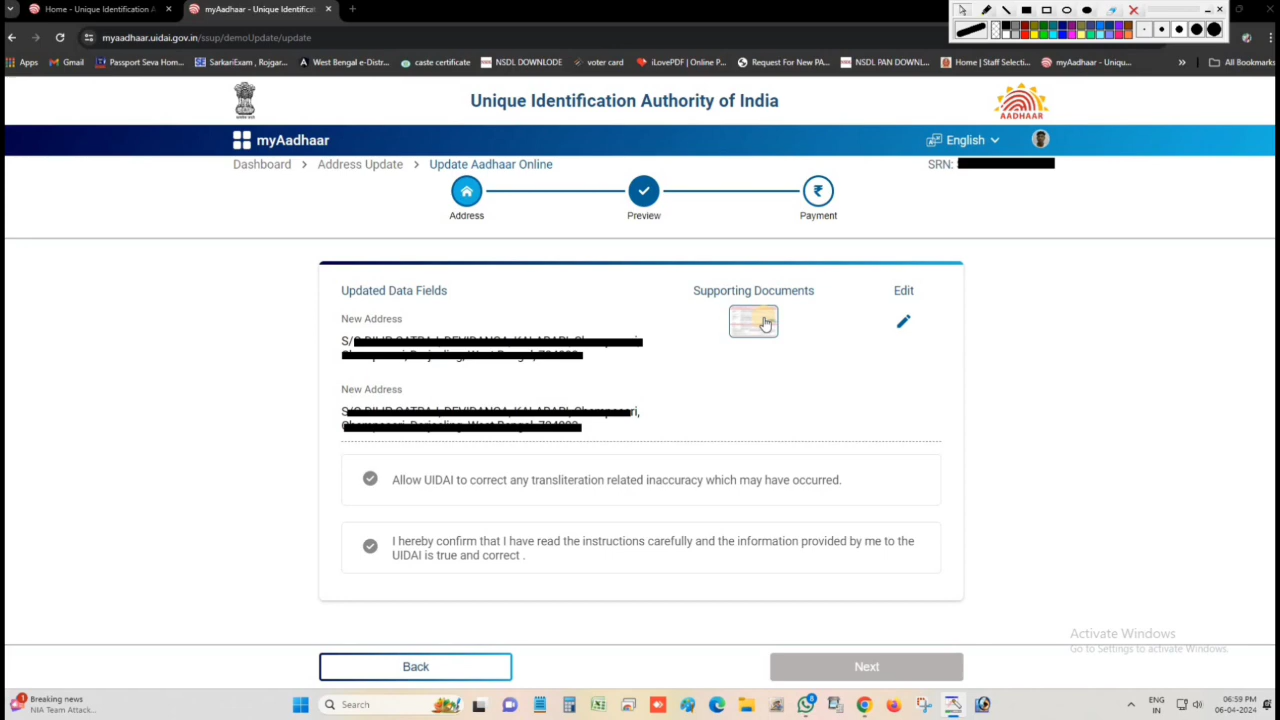 Home - Unique Identification A
myAadhaar - Unique Identificat
myaadhaar.uidai.gov.in/ssup/demoUp
Apps
Gmail
Passport Seva Hom...
SarkariExam , Rojgar...
West Bengal e-Distr...
caste certificate
NSDL DOWNLODE
voter card
iLovePDF | Online P...
Request For New PA...
NSDL PAN DOWNL...
Home | Staff Selecti...
myAadhaar - Uniqu...
»
All Bookmarks
Unique Identification Authority of India
AADHAAR
myAadhaar
English
Dashboard > Address Update > Update Aadhaar Online
SRN:
Address
Preview
₹
Payment
Updated Data Fields
Supporting Documents
Edit
New Address
S/
New Address
Allow UIDAI to correct any transliteration related inaccuracy which may have occurred.
I hereby confirm that I have read the instructions carefully and the information provided by me to the
UIDAI is true and correct .
Activate Windows
Go to Settings to activate Windows.
Back
Next
1
Breaking news
NIA Team Attack...
Search
8
ENG
IN
06:59 PM
06-04-2024